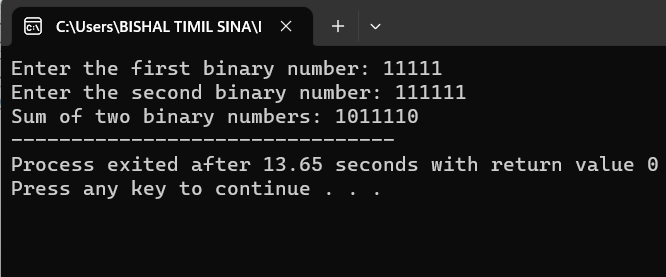 C:\Users\BISHAL TIMIL SINA\I
Enter the first binary number: 11111
Enter the second binary number: 111111
Sum of two binary numbers: 1011110
--------------------------------
Process exited after 13.65 seconds with return value 0
Press any key to continue . . .